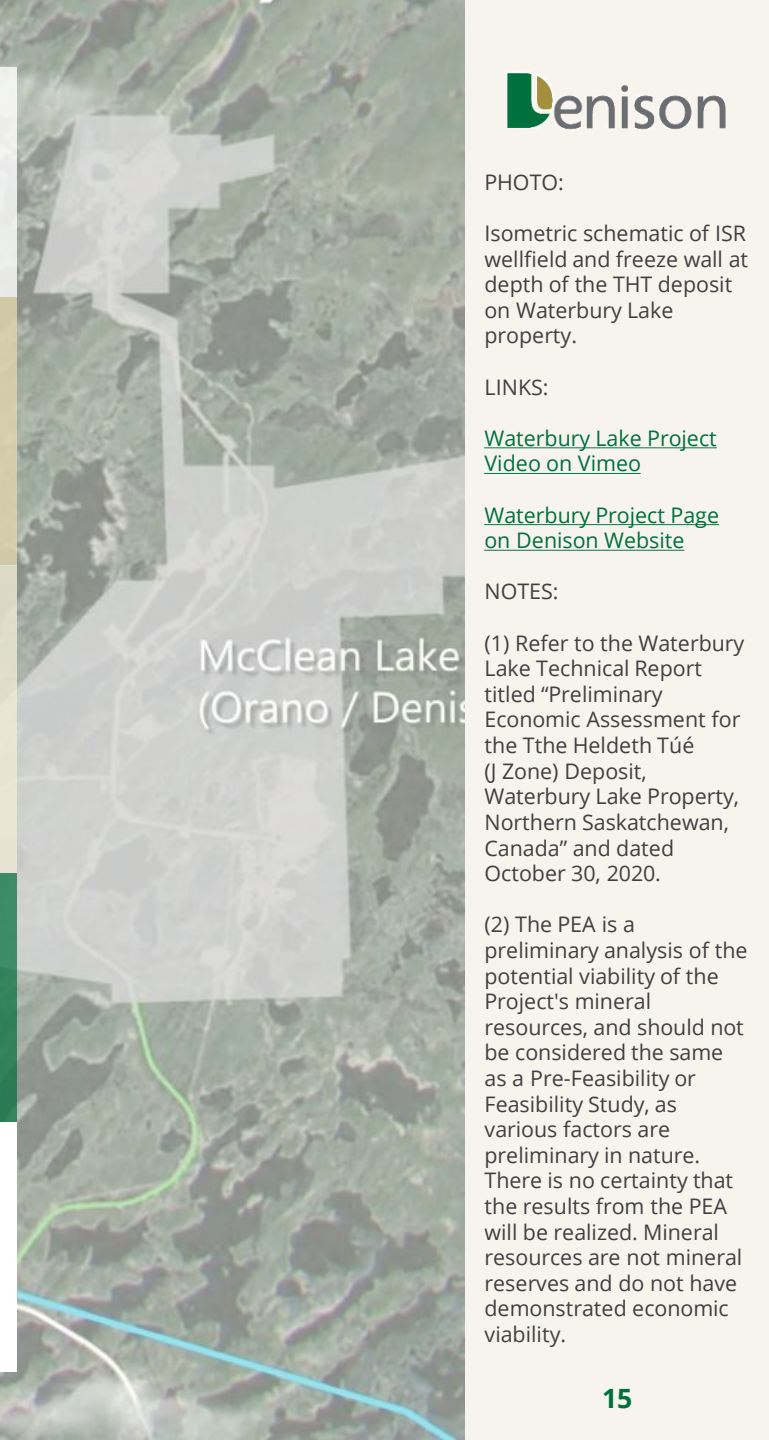 McClean Lake
(Orano / Denis
Denison
PHOTO:
Isometric schematic of ISR
wellfield and freeze wall at
depth of the THT deposit
on Waterbury Lake
property.
LINKS:
Waterbury Lake Project
Video on Vimeo
Waterbury Project Page
on Denison Website
NOTES:
(1) Refer to the Waterbury
Lake Technical Report
titled “Preliminary
Economic Assessment for
the Tthe Heldeth Túé
(J Zone) Deposit,
Waterbury Lake Property,
Northern Saskatchewan,
Canada” and dated
October 30, 2020.
(2) The PEA is a
preliminary analysis of the
potential viability of the
Project's mineral
resources, and should not
be considered the same
as a Pre-Feasibility or
Feasibility Study, as
various factors are
preliminary in nature.
There is no certainty that
the results from the PEA
will be realized. Mineral
resources are not mineral
reserves and do not have
demonstrated economic
viability.
15